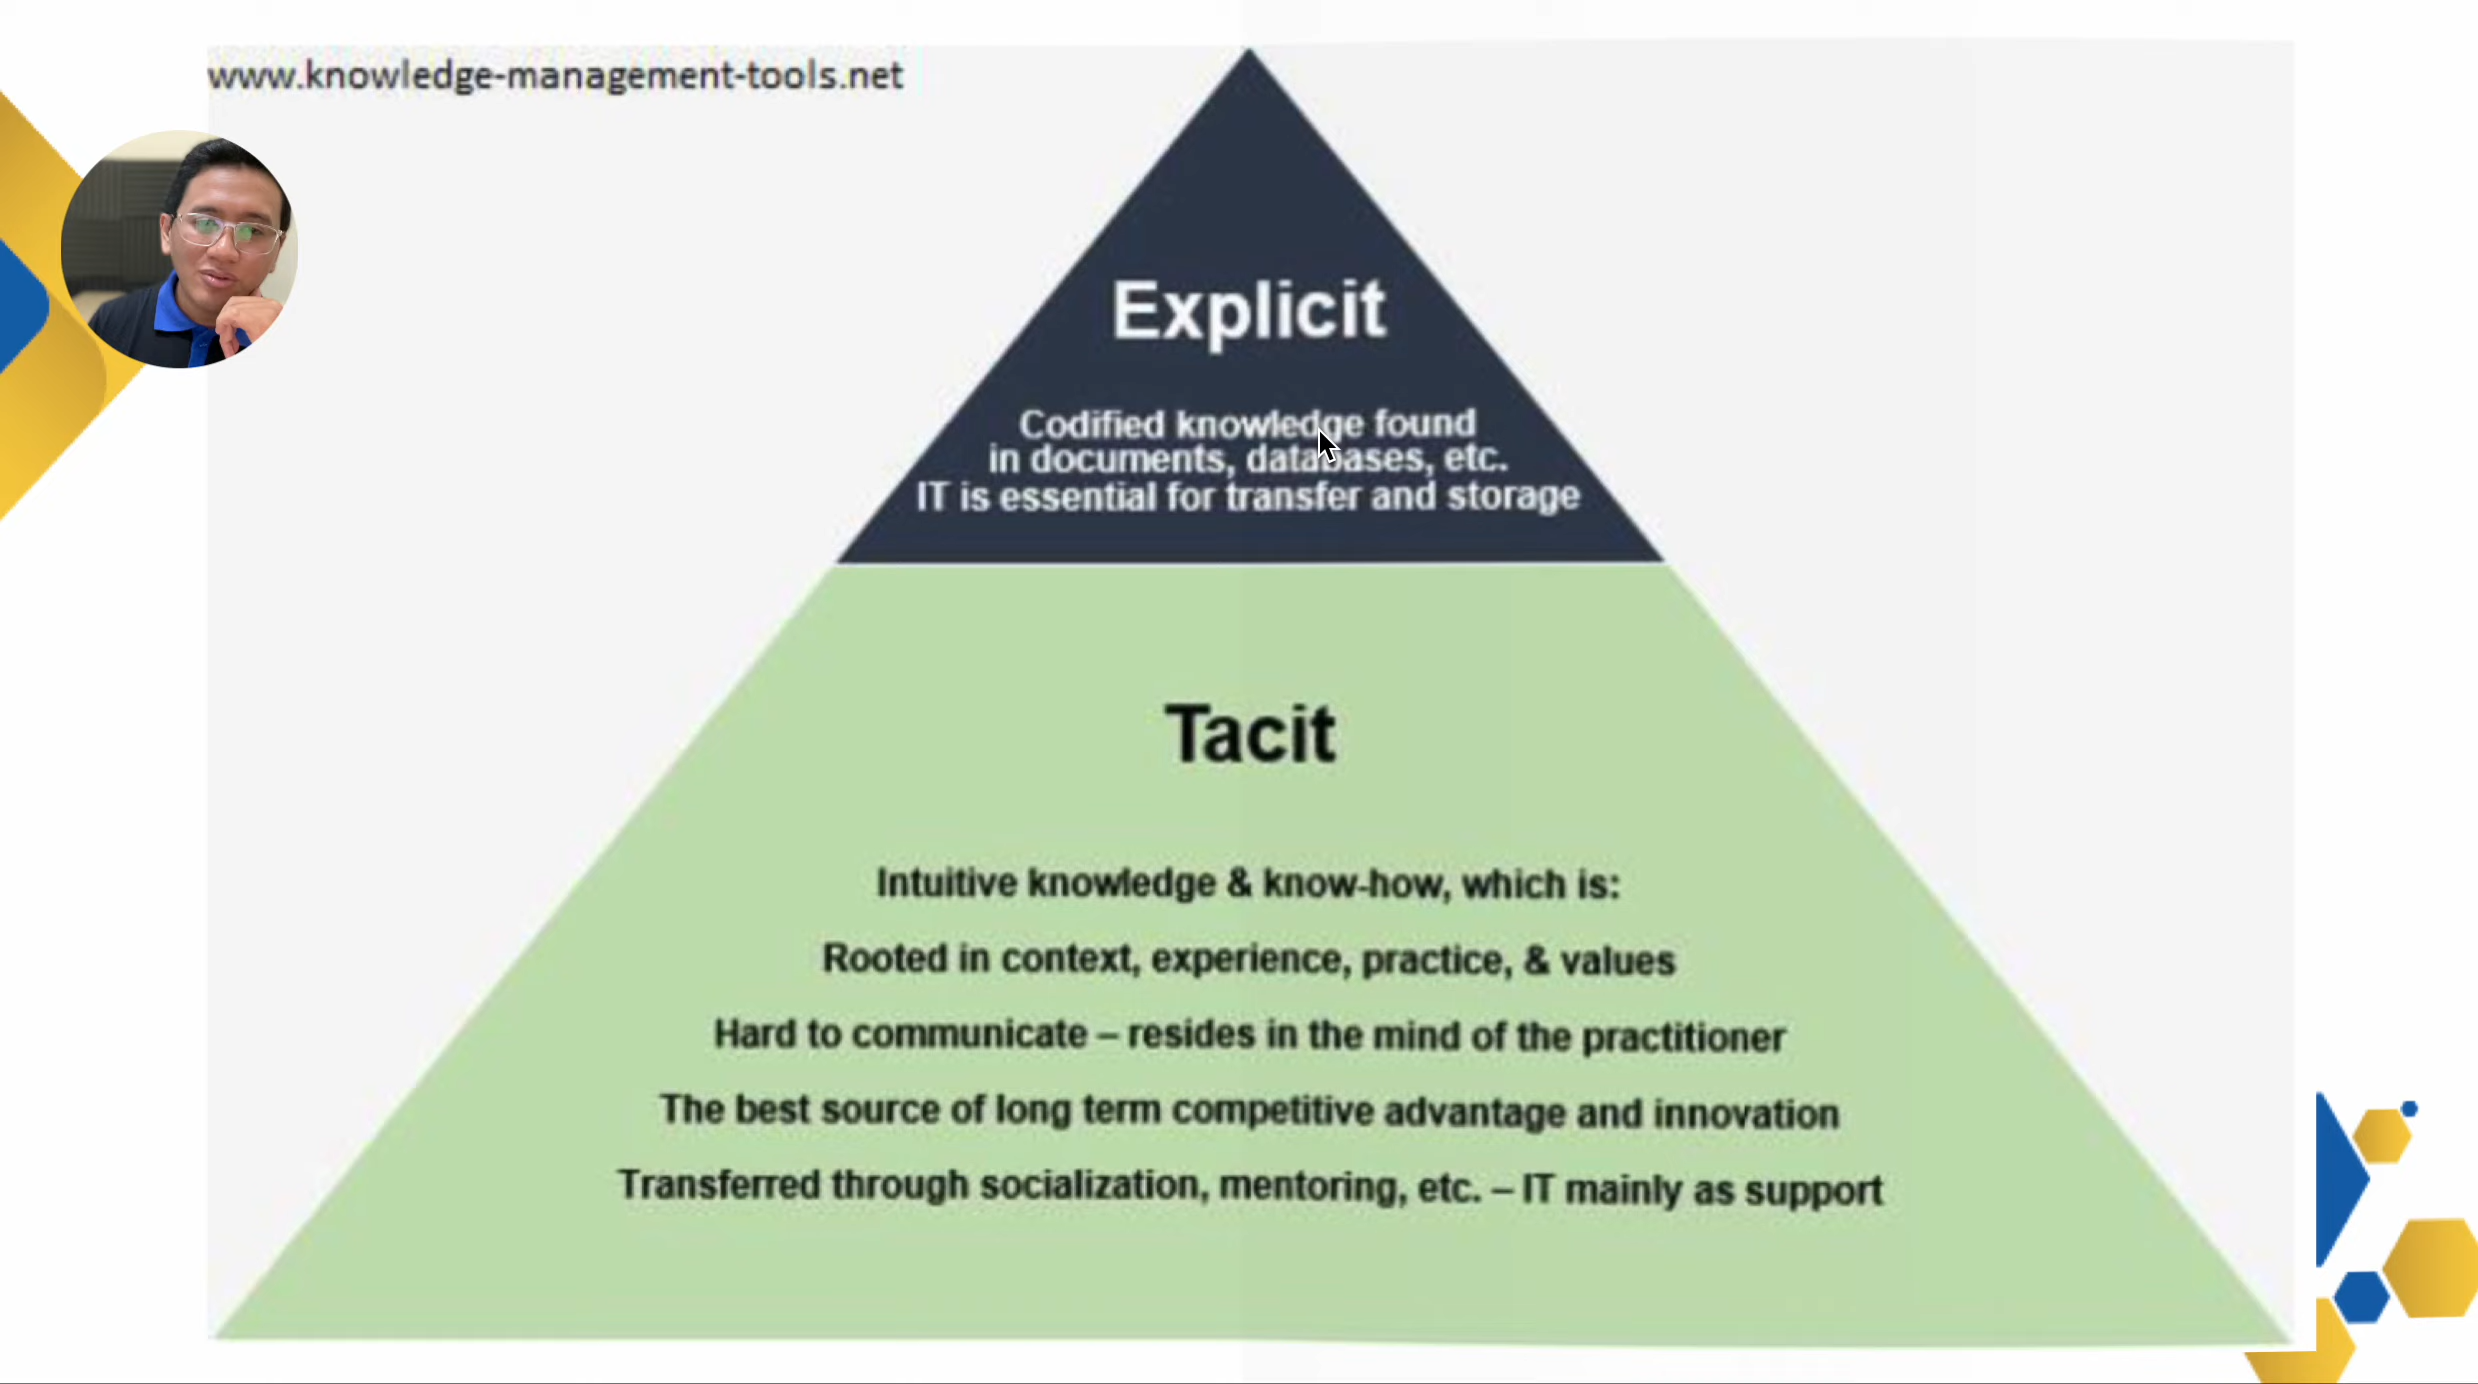 www.knowledge-management-tools.net
Explicit
Codified knowledge found
in documents, databases, etc.
IT is essential for transfer and storage
Tacit
Intuitive knowledge & know-how, which is:
Rooted in context, experience, practice, & values
Hard to communicate – resides in the mind of the practitioner
The best source of long term competitive advantage and innovation
Transferred through socialization, mentoring, etc. – IT mainly as support